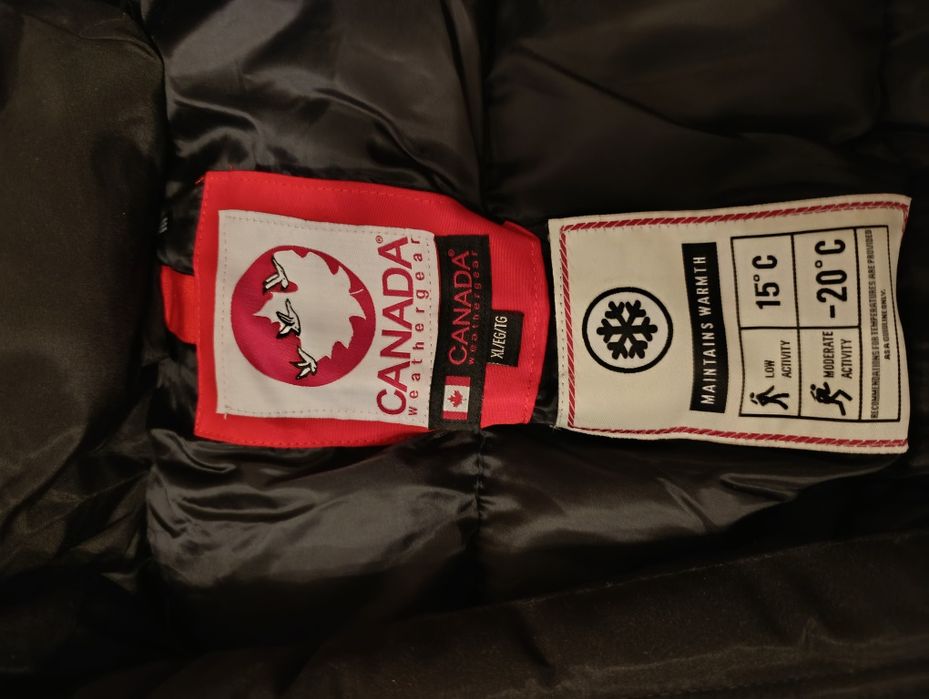 CANADA®
weathergear
CANADA®
weathergear
XL/EG/TG
MAINTAINS WARMTH
LOW
ACTIVITY
15°C
MODERATE
ACTIVITY
-20°C
RECOMMENDATIONS FOR TEMPERATURES ARE PROVIDED
AS A GUIDELINE ONLY.